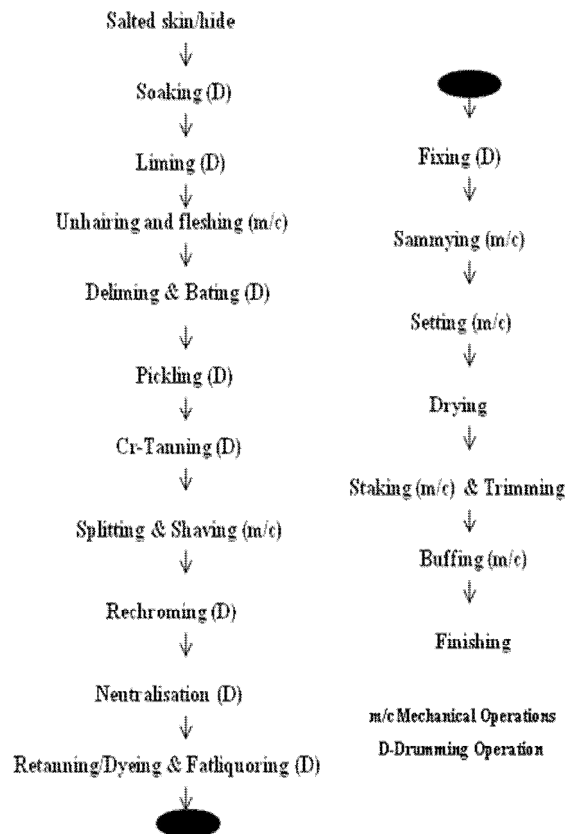 Salted skin/hide
Soaking (D)
Liming (D)
Unhairing and fleshing (m/c)
Deliming & Bating (D)
Pickling (D)
Cr-Tanning (D)
Splitting & Shaving (m/c)
Rechroming (D)
Neutralisation (D)
Retanning/Dyeing & Fatliquoring (D)
Fixing (D)
Sammying (m/c)
Setting (m/c)
Drying
Staking (m/c) & Trimming
Buffing (m/c)
Finishing
m/c Mechanical Operations
D-Drumming Operation